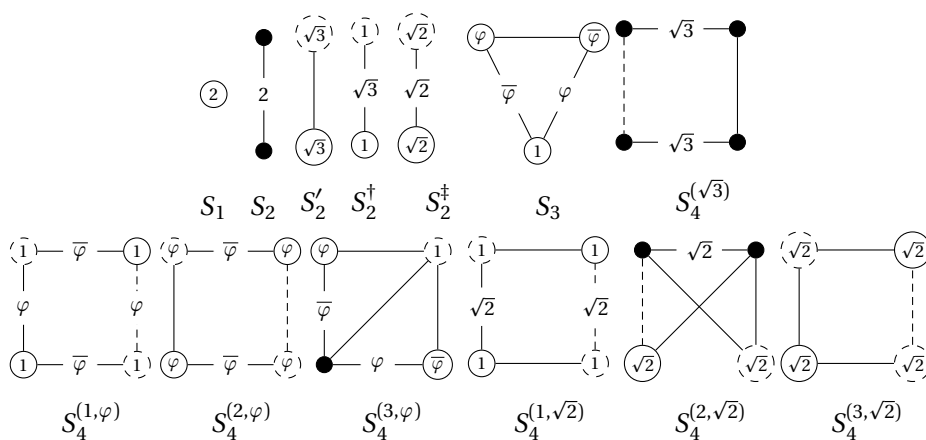 √3 1 √2 φ φ̅ √3
2 2 √3 √2 φ̅ φ
√3 1 √2 1 √3
S₁ S₂ S₂′ S₂† S₂‡ S₃ S₄^(√3)
1 φ̅ 1 φ φ̅ φ φ 1 1 1 √2 √2 √2
φ φ φ̅ √2 √2
1 φ̅ 1 φ φ̅ φ φ φ̅ 1 1 √2 √2 √2 √2
S₄^(1,φ) S₄^(2,φ) S₄^(3,φ) S₄^(1,√2) S₄^(2,√2) S₄^(3,√2)